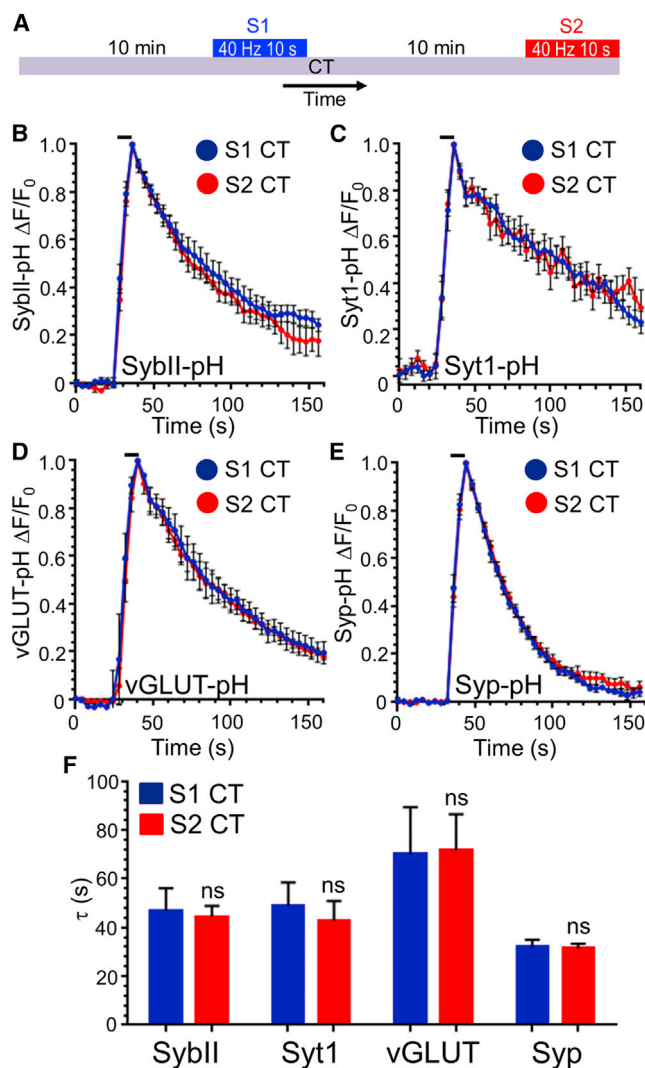 A
S1
S2
10 min
40 Hz 10 s
10 min
40 Hz 10 s
CT
Time
B
1.0
0.8
0.6
0.4
0.2
0
SybII-pH ΔF/F0
S1 CT
S2 CT
SybII-pH
50
100
150
Time (s)
C
1.0
0.8
0.6
0.4
0.2
0
Syt1-pH ΔF/F0
S1 CT
S2 CT
Syt1-pH
50
100
150
Time (s)
D
1.0
0.8
0.6
0.4
0.2
0
vGLUT-pH ΔF/F0
S1 CT
S2 CT
vGLUT-pH
50
100
150
Time (s)
E
1.0
0.8
0.6
0.4
0.2
0
Syp-pH ΔF/F0
S1 CT
S2 CT
Syp-pH
50
100
150
Time (s)
F
100
80
60
40
20
0
τ (s)
S1 CT
S2 CT
ns
ns
ns
ns
SybII
Syt1
vGLUT
Syp